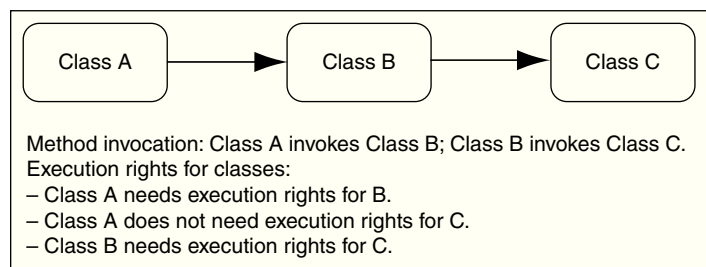 Class A
Class B
Class C
Method invocation: Class A invokes Class B; Class B invokes Class C.
Execution rights for classes:
– Class A needs execution rights for B.
– Class A does not need execution rights for C.
– Class B needs execution rights for C.